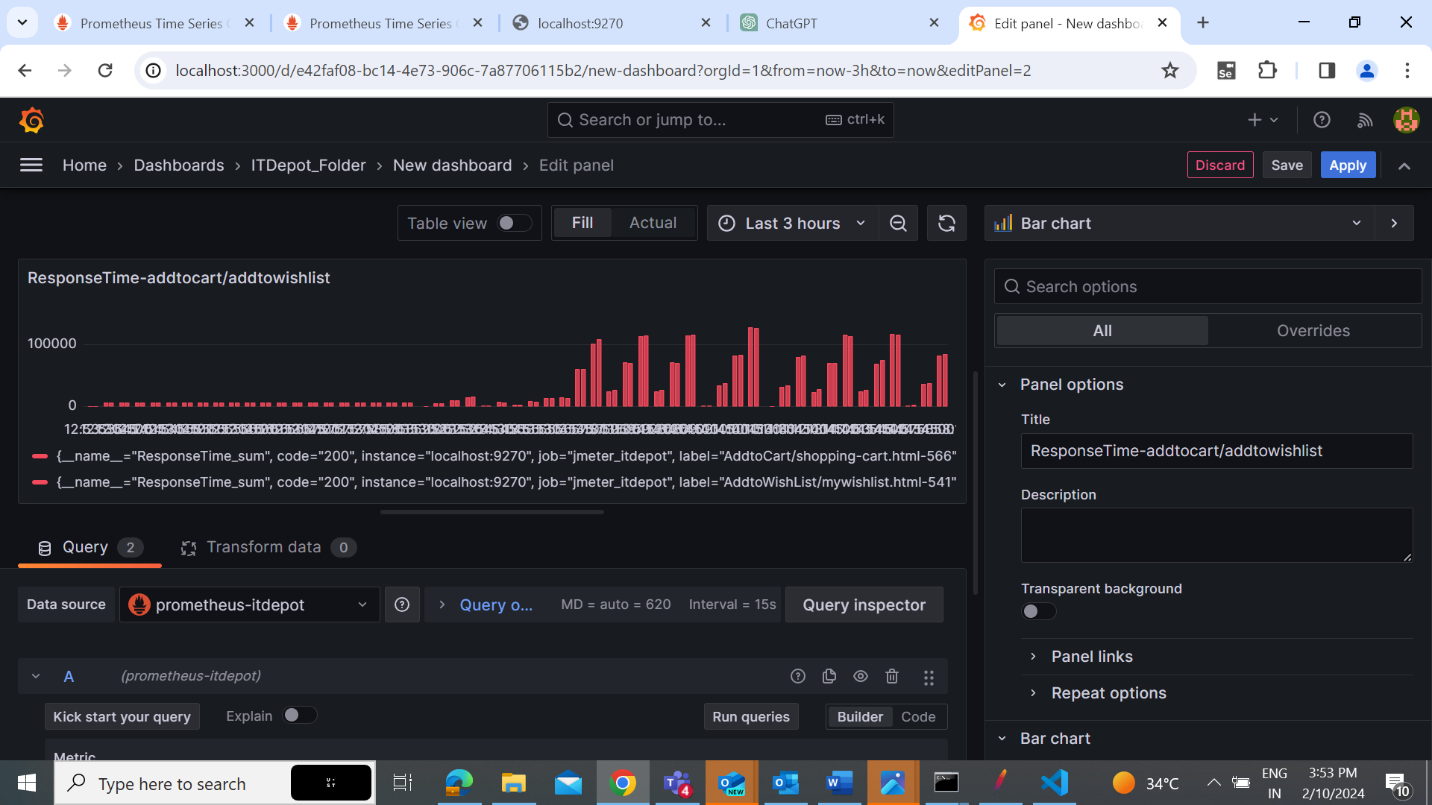 Prometheus Time Series
Prometheus Time Series
localhost:9270
ChatGPT
Edit panel - New dashbo
localhost:3000/d/e42faf08-bc14-4e73-906c-7a87706115b2/new-dashboard?orgId=1&from=now-3h&to=now&editPanel=2
Se
Search or jump to...
ctrl+k
Home › Dashboards › ITDepot_Folder › New dashboard › Edit panel
Discard
Save
Apply
Table view
Fill
Actual
Last 3 hours
Bar chart
ResponseTime-addtocart/addtowishlist
100000
0
{__name__="ResponseTime_sum", code="200", instance="localhost:9270", job="jmeter_itdepot", label="AddtoCart/shopping-cart.html-566"
{__name__="ResponseTime_sum", code="200", instance="localhost:9270", job="jmeter_itdepot", label="AddtoWishList/mywishlist.html-541"
Search options
All
Overrides
Panel options
Title
ResponseTime-addtocart/addtowishlist
Description
Transparent background
Panel links
Repeat options
Bar chart
Query 2
Transform data 0
Data source
prometheus-itdepot
Query o...
MD = auto = 620
Interval = 15s
Query inspector
A
(prometheus-itdepot)
Kick start your query
Explain
Run queries
Builder
Code
Metric
Type here to search
4
NEW
34°C
ENG
IN
3:53 PM
2/10/2024
10